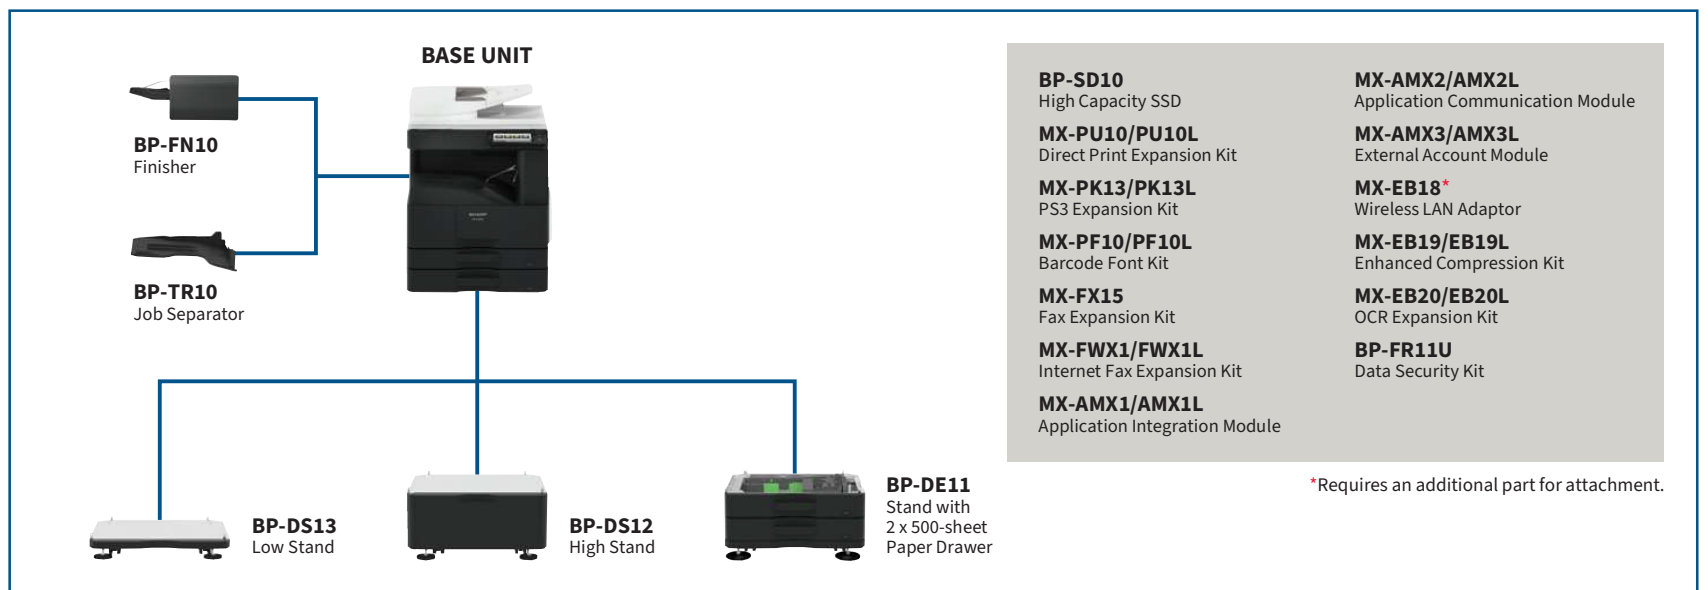 BASE UNIT
BP-FN10
Finisher
BP-TR10
Job Separator
BP-DS13
Low Stand
BP-DS12
High Stand
BP-DE11
Stand with
2 x 500-sheet
Paper Drawer
BP-SD10
High Capacity SSD
MX-PU10/PU10L
Direct Print Expansion Kit
MX-PK13/PK13L
PS3 Expansion Kit
MX-PF10/PF10L
Barcode Font Kit
MX-FX15
Fax Expansion Kit
MX-FWX1/FWX1L
Internet Fax Expansion Kit
MX-AMX1/AMX1L
Application Integration Module
MX-AMX2/AMX2L
Application Communication Module
MX-AMX3/AMX3L
External Account Module
MX-EB18*
Wireless LAN Adaptor
MX-EB19/EB19L
Enhanced Compression Kit
MX-EB20/EB20L
OCR Expansion Kit
BP-FR11U
Data Security Kit
*Requires an additional part for attachment.